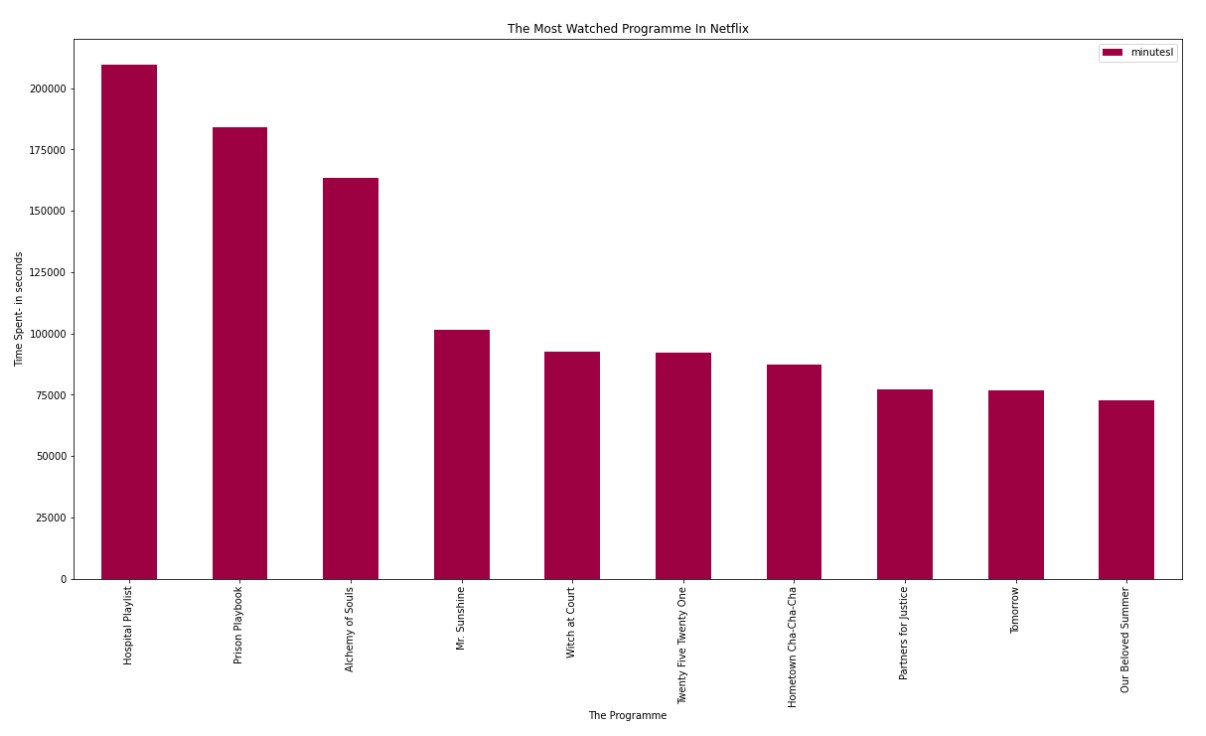 The Most Watched Programme In Netflix
minutesl
200000
175000
150000
125000
100000
75000
50000
25000
0
Time Spent- in seconds
Hospital Playlist
Prison Playbook
Alchemy of Souls
Mr. Sunshine
Witch at Court
Twenty Five Twenty One
Hometown Cha-Cha-Cha
Partners for Justice
Tomorrow
Our Beloved Summer
The Programme